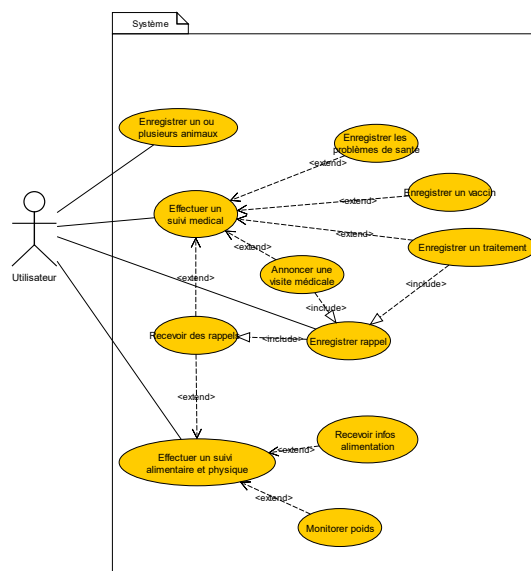 Système
Enregistrer un ou
plusieurs animaux
Enregistrer les
problèmes de santé
<extend>
Enregistrer un vaccin
<extend>
Effectuer un
suivi medical
<extend>
Enregistrer un traitement
<extend>
Utilisateur
Annoncer une
visite médicale
<extend>
<include>
<include>
Recevoir des rappels
<include>
Enregistrer rappel
<extend>
Recevoir infos
alimentation
<extend>
Effectuer un suivi
alimentaire et physique
<extend>
Monitorer poids